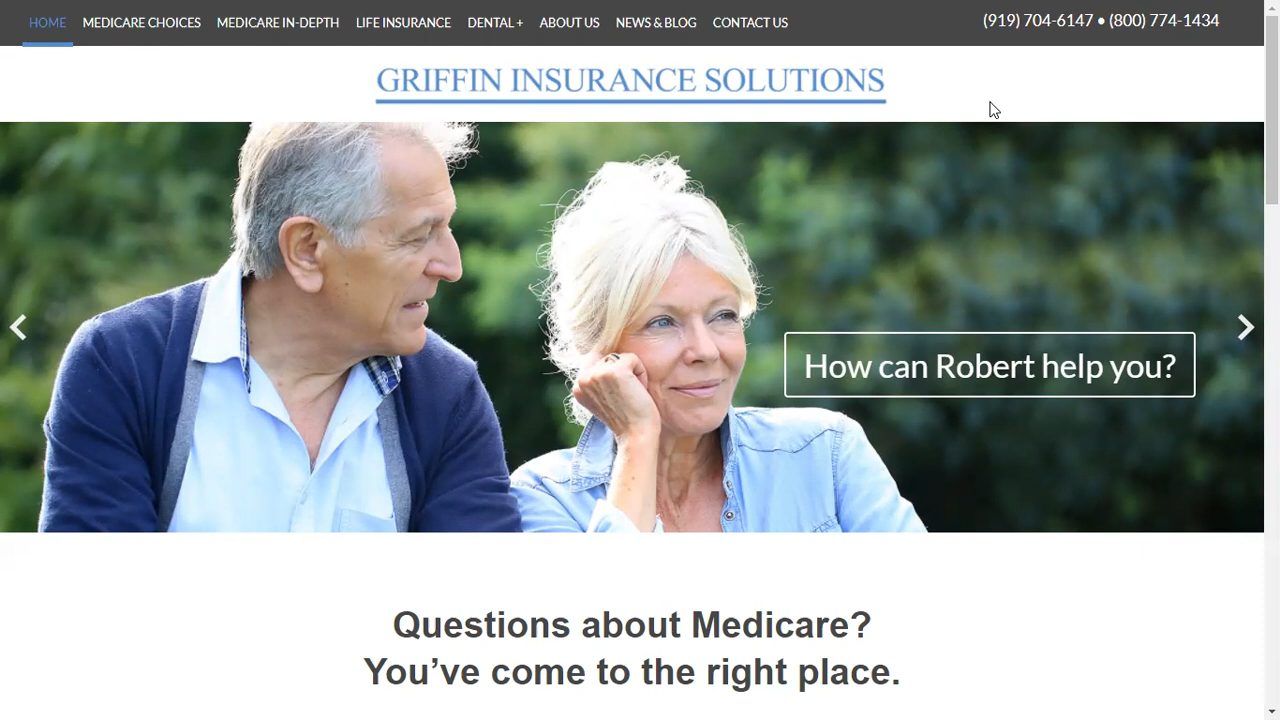 HOME MEDICARE CHOICES MEDICARE IN-DEPTH LIFE INSURANCE DENTAL + ABOUT US NEWS & BLOG CONTACT US (919) 704-6147 • (800) 774-1434
GRIFFIN INSURANCE SOLUTIONS
How can Robert help you?
Questions about Medicare?
You’ve come to the right place.